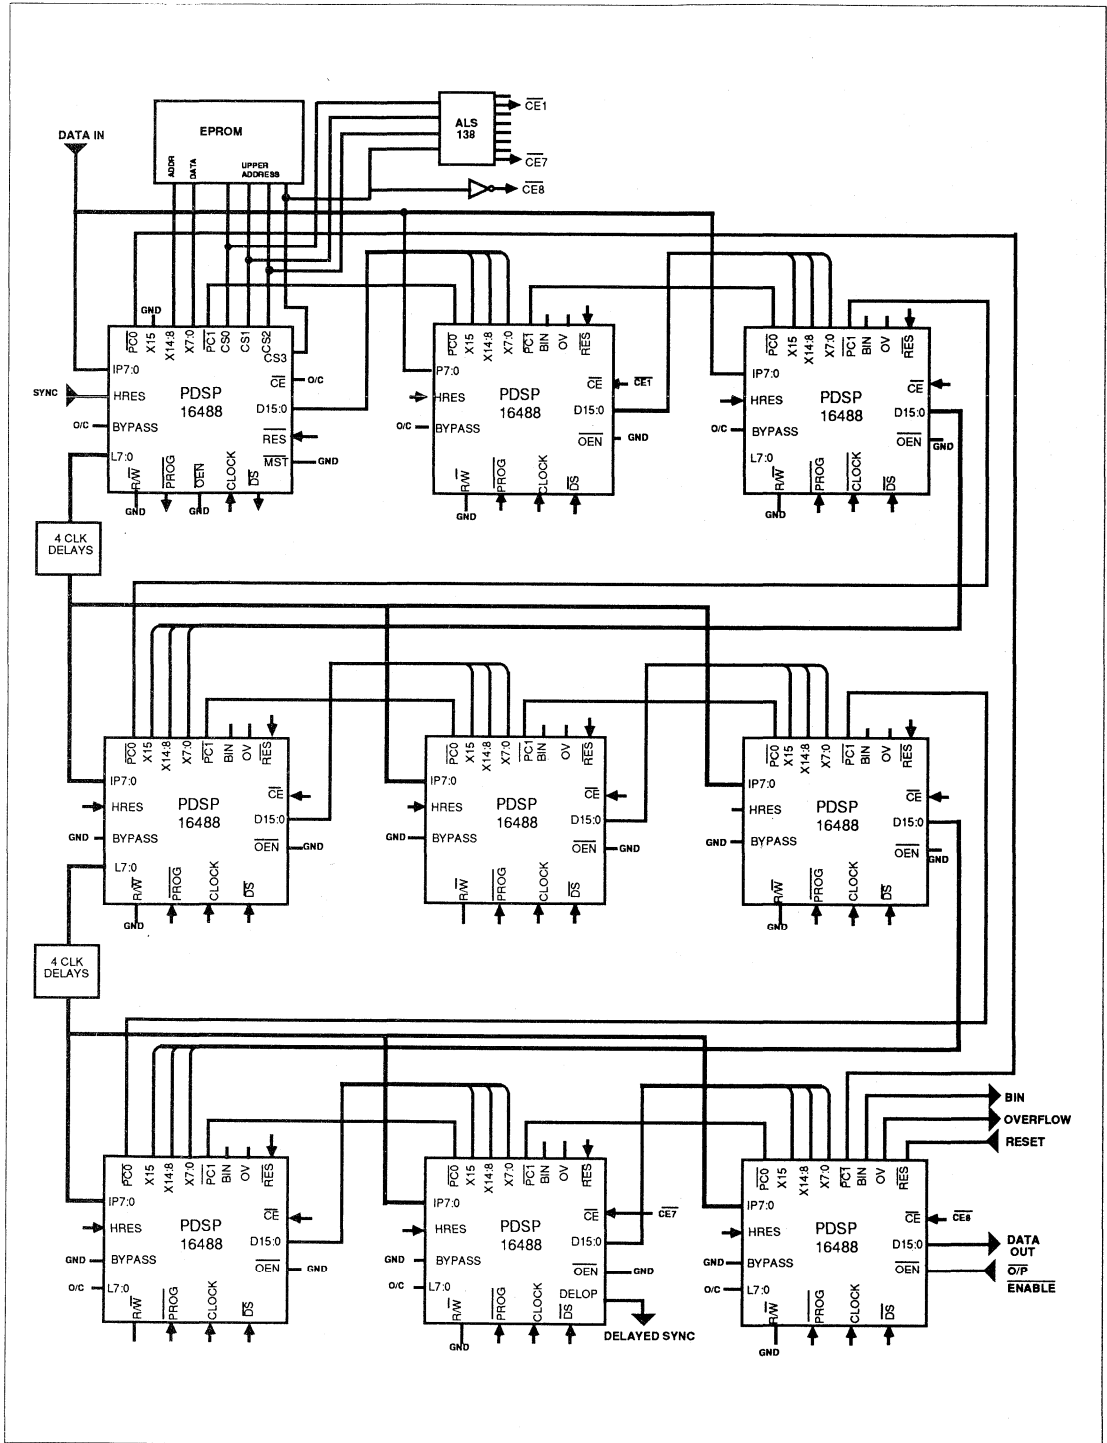 DATA IN
EPROM
ADDR
DATA
UPPER
ADDRESS
ALS
138
CE1
CE7
CE8
GND
PC0
X15
X14:8
X7:0
PC1
CS0
CS1
CS2
CS3
IP7:0
SYNC
HRES
PDSP
16488
CE
O/C
D15:0
O/C
BYPASS
RES
L7:0
MST
GND
R/W
PROG
OEN
CLOCK
DS
GND
GND
PC0
X15
X14:8
X7:0
PC1
BIN
OV
RES
P7:0
HRES
PDSP
16488
CE
CE1
D15:0
O/C
BYPASS
OEN
GND
R/W
PROG
CLOCK
DS
GND
PC0
X15
X14:8
X7:0
PC1
BIN
OV
RES
IP7:0
HRES
PDSP
16488
CE
D15:0
O/C
BYPASS
OEN
GND
L7:0
R/W
PROG
CLOCK
DS
GND
4 CLK
DELAYS
PC0
X15
X14:8
X7:0
PC1
BIN
OV
RES
IP7:0
HRES
PDSP
16488
CE
D15:0
GND
BYPASS
OEN
GND
L7:0
R/W
PROG
CLOCK
DS
GND
PC0
X15
X14:8
X7:0
PC1
BIN
OV
RES
IP7:0
HRES
PDSP
16488
CE
D15:0
GND
BYPASS
OEN
GND
R/W
PROG
CLOCK
DS
PC0
X15
X14:8
X7:0
PC1
BIN
OV
RES
IP7:0
HRES
PDSP
16488
CE
D15:0
GND
BYPASS
OEN
GND
R/W
PROG
CLOCK
DS
GND
4 CLK
DELAYS
PC0
X15
X14:8
X7:0
PC1
BIN
OV
RES
IP7:0
HRES
PDSP
16488
CE
D15:0
GND
BYPASS
OEN
GND
O/C
L7:0
R/W
PROG
CLOCK
DS
PC0
X15
X14:8
X7:0
PC1
BIN
OV
RES
IP7:0
HRES
PDSP
16488
CE
CE7
D15:0
GND
BYPASS
OEN
GND
O/C
L7:0
DELOP
R/W
PROG
CLOCK
DS
GND
DELAYED SYNC
BIN
OVERFLOW
RESET
PC0
X15
X14:8
X7:0
PC1
BIN
OV
RES
IP7:0
HRES
PDSP
16488
CE
CE8
D15:0
DATA
OUT
GND
BYPASS
OEN
O/P
ENABLE
O/C
L7:0
R/W
PROG
CLOCK
DS
GND